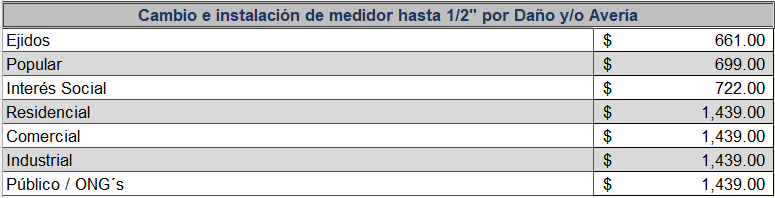 Cambio e instalación de medidor hasta 1/2" por Daño y/o Avería
Ejidos $ 661.00
Popular $ 699.00
Interés Social $ 722.00
Residencial $ 1,439.00
Comercial $ 1,439.00
Industrial $ 1,439.00
Público / ONG´s $ 1,439.00